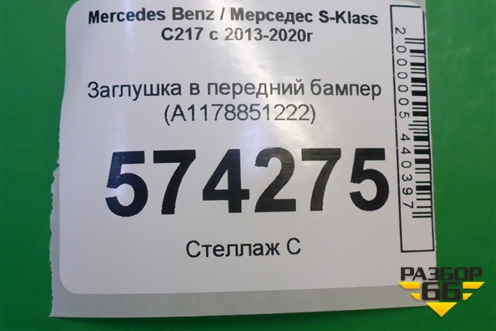 Mercedes Benz / Мерседес S-Klass
C217 с 2013-2020г
Заглушка в передний бампер
(A1178851222)
574275
Стеллаж С
2000005440397
РАЗБОР
66